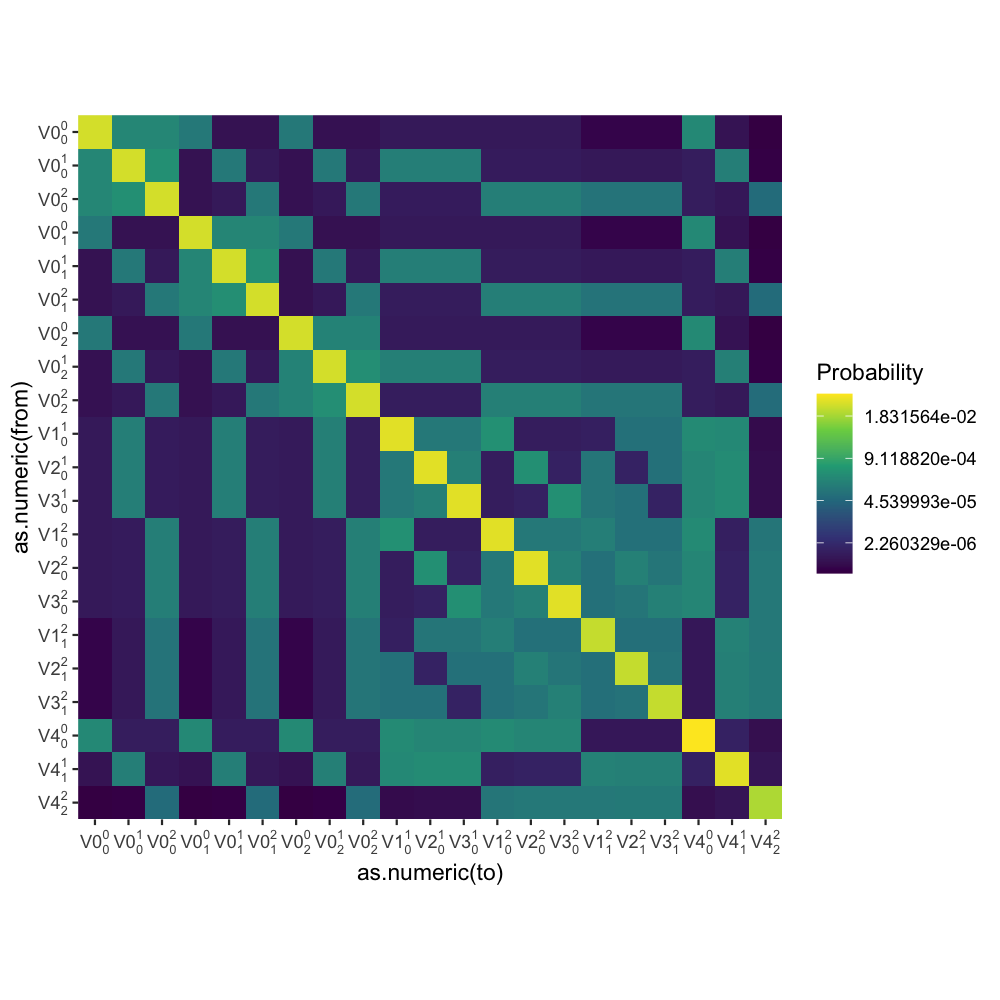 V0⁰₀
V0¹₀
V0²₀
V0⁰₁
V0¹₁
V0²₁
V0⁰₂
V0¹₂
V0²₂
V1¹₀
V2¹₀
V3¹₀
V1²₀
V2²₀
V3²₀
V1²₁
V2²₁
V3²₁
V4⁰₀
V4¹₁
V4²₂
as.numeric(from)
V0⁰₀ V0¹₀ V0²₀ V0⁰₁ V0¹₁ V0²₁ V0⁰₂ V0¹₂ V0²₂ V1¹₀ V2¹₀ V3¹₀ V1²₀ V2²₀ V3²₀ V1²₁ V2²₁ V3²₁ V4⁰₀ V4¹₁ V4²₂
as.numeric(to)
Probability
1.831564e-02
9.118820e-04
4.539993e-05
2.260329e-06